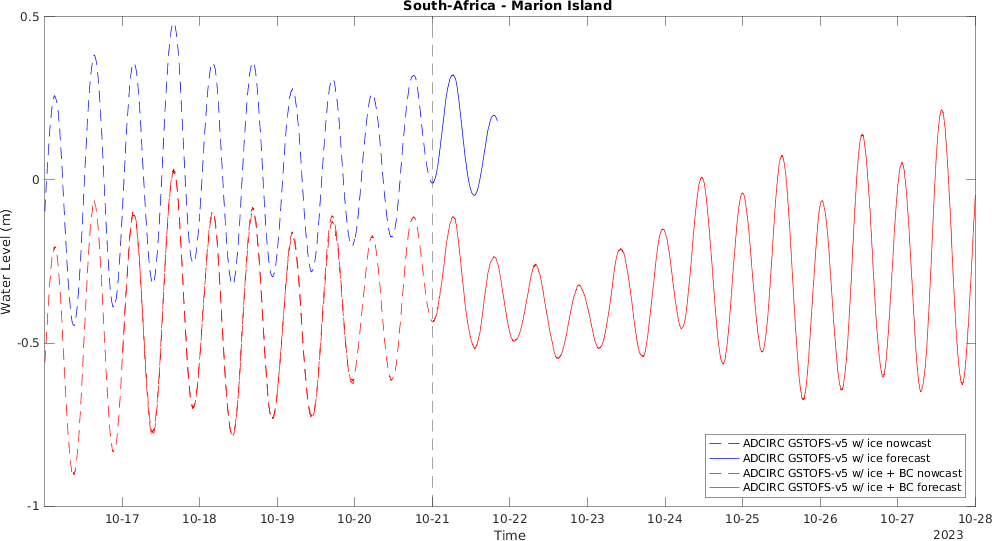 South-Africa - Marion Island
0.5
0
-0.5
-1
Water Level (m)
ADCIRC GSTOFS-v5 w/ ice nowcast
ADCIRC GSTOFS-v5 w/ ice forecast
ADCIRC GSTOFS-v5 w/ ice + BC nowcast
ADCIRC GSTOFS-v5 w/ ice + BC forecast
10-17 10-18 10-19 10-20 10-21 10-22 10-23 10-24 10-25 10-26 10-27 10-28
Time
2023